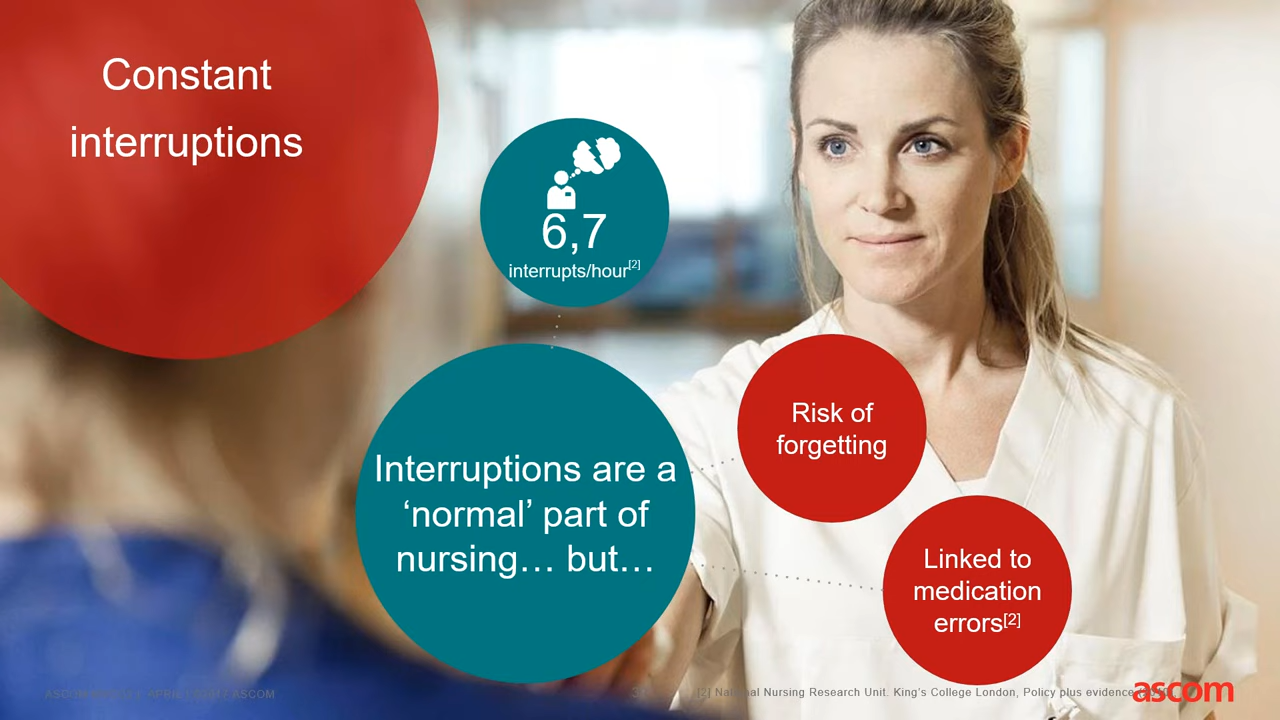 Constant
interruptions
6,7
interrupts/hour[2]
Interruptions are a
‘normal’ part of
nursing… but…
Risk of
forgetting
Linked to
medication
errors[2]
ASCOM
[2] National Nursing Research Unit. King’s College London, Policy plus evidence
ascom